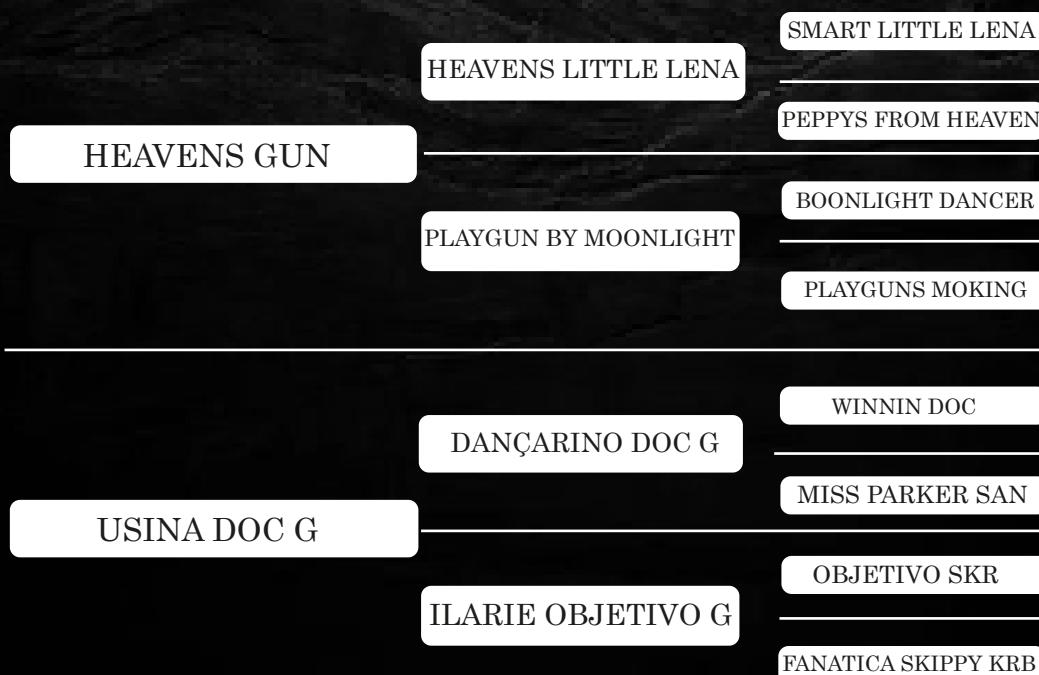 SMART LITTLE LENA
HEAVENS LITTLE LENA
PEPPYS FROM HEAVEN
HEAVENS GUN
BOONLIGHT DANCER
PLAYGUN BY MOONLIGHT
PLAYGUNS MOKING
WINNIN DOC
DANÇARINO DOC G
MISS PARKER SAN
USINA DOC G
OBJETIVO SKR
ILARIE OBJETIVO G
FANATICA SKIPPY KRB